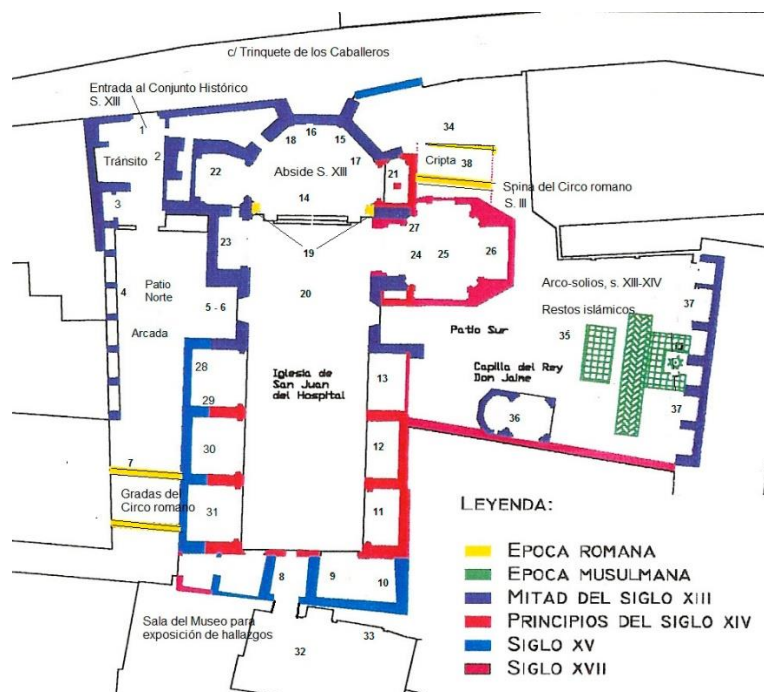 c/ Trinquete de los Caballeros
Entrada al Conjunto Histórico
S. XIII
1
Tránsito
2
3
4
Patio
Norte
Arcada
5 - 6
22
23
18
16
15
17
Abside S. XIII
14
19
20
21
34
Cripta
38
Spina del Circo romano
S. III
27
24
25
26
Arco-solios, s. XIII-XIV
37
Restos islámicos
35
Patio Sur
Capilla del Rey
Don Jaime
36
37
Iglesia de
San Juan
del Hospital
28
29
30
31
13
12
11
7
Gradas del
Circo romano
8
9
10
Sala del Museo para
exposición de hallazgos
32
33
LEYENDA:
EPOCA ROMANA
EPOCA MUSULMANA
MITAD DEL SIGLO XIII
PRINCIPIOS DEL SIGLO XIV
SIGLO XV
SIGLO XVII